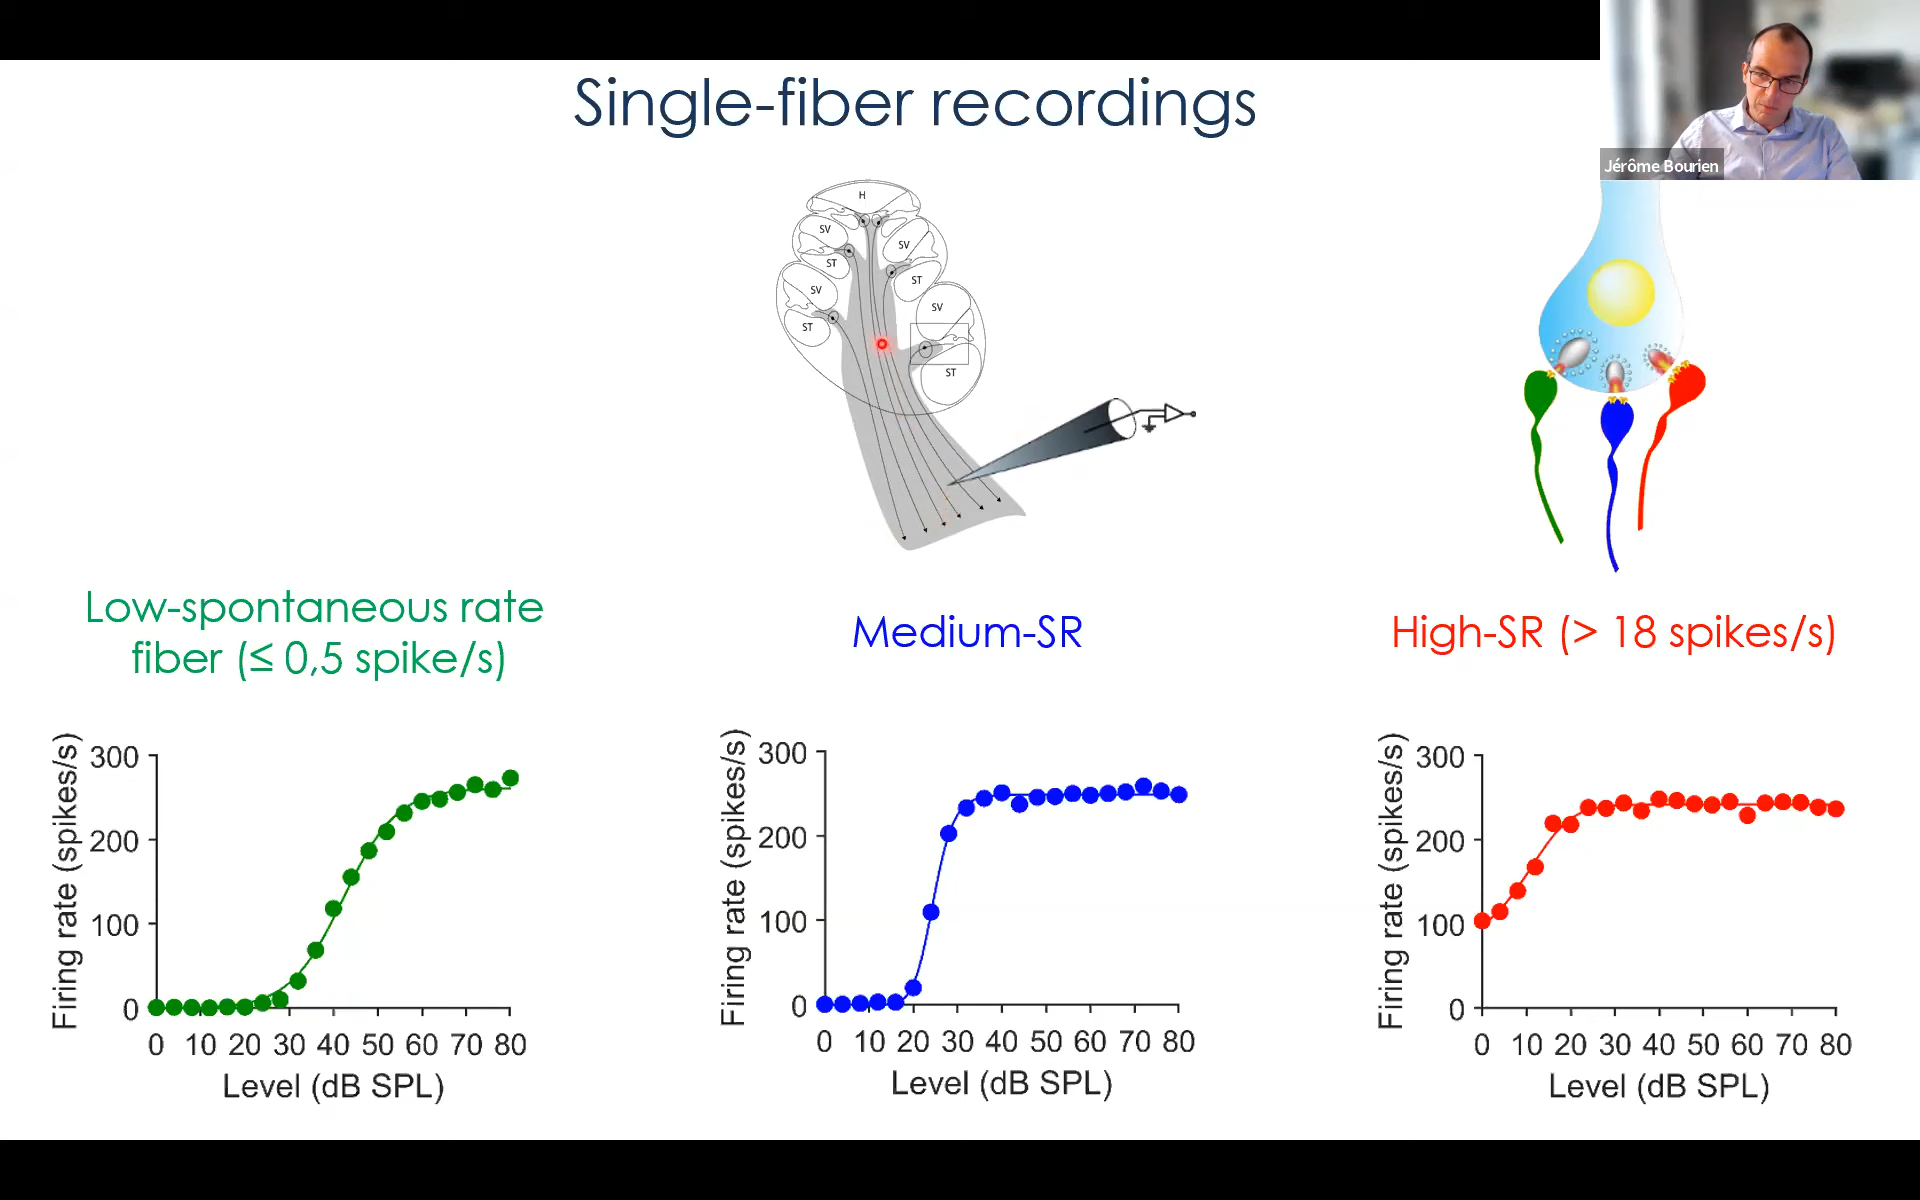 Single-fiber recordings
Jérôme Bourien
H
SV
SV
ST
ST
SV
SV
ST
ST
Low-spontaneous rate
fiber (≤ 0,5 spike/s)
Medium-SR
High-SR (> 18 spikes/s)
Firing rate (spikes/s)
300
200
100
0
0 10 20 30 40 50 60 70 80
Level (dB SPL)
Firing rate (spikes/s)
300
200
100
0
0 10 20 30 40 50 60 70 80
Level (dB SPL)
Firing rate (spikes/s)
300
200
100
0
0 10 20 30 40 50 60 70 80
Level (dB SPL)